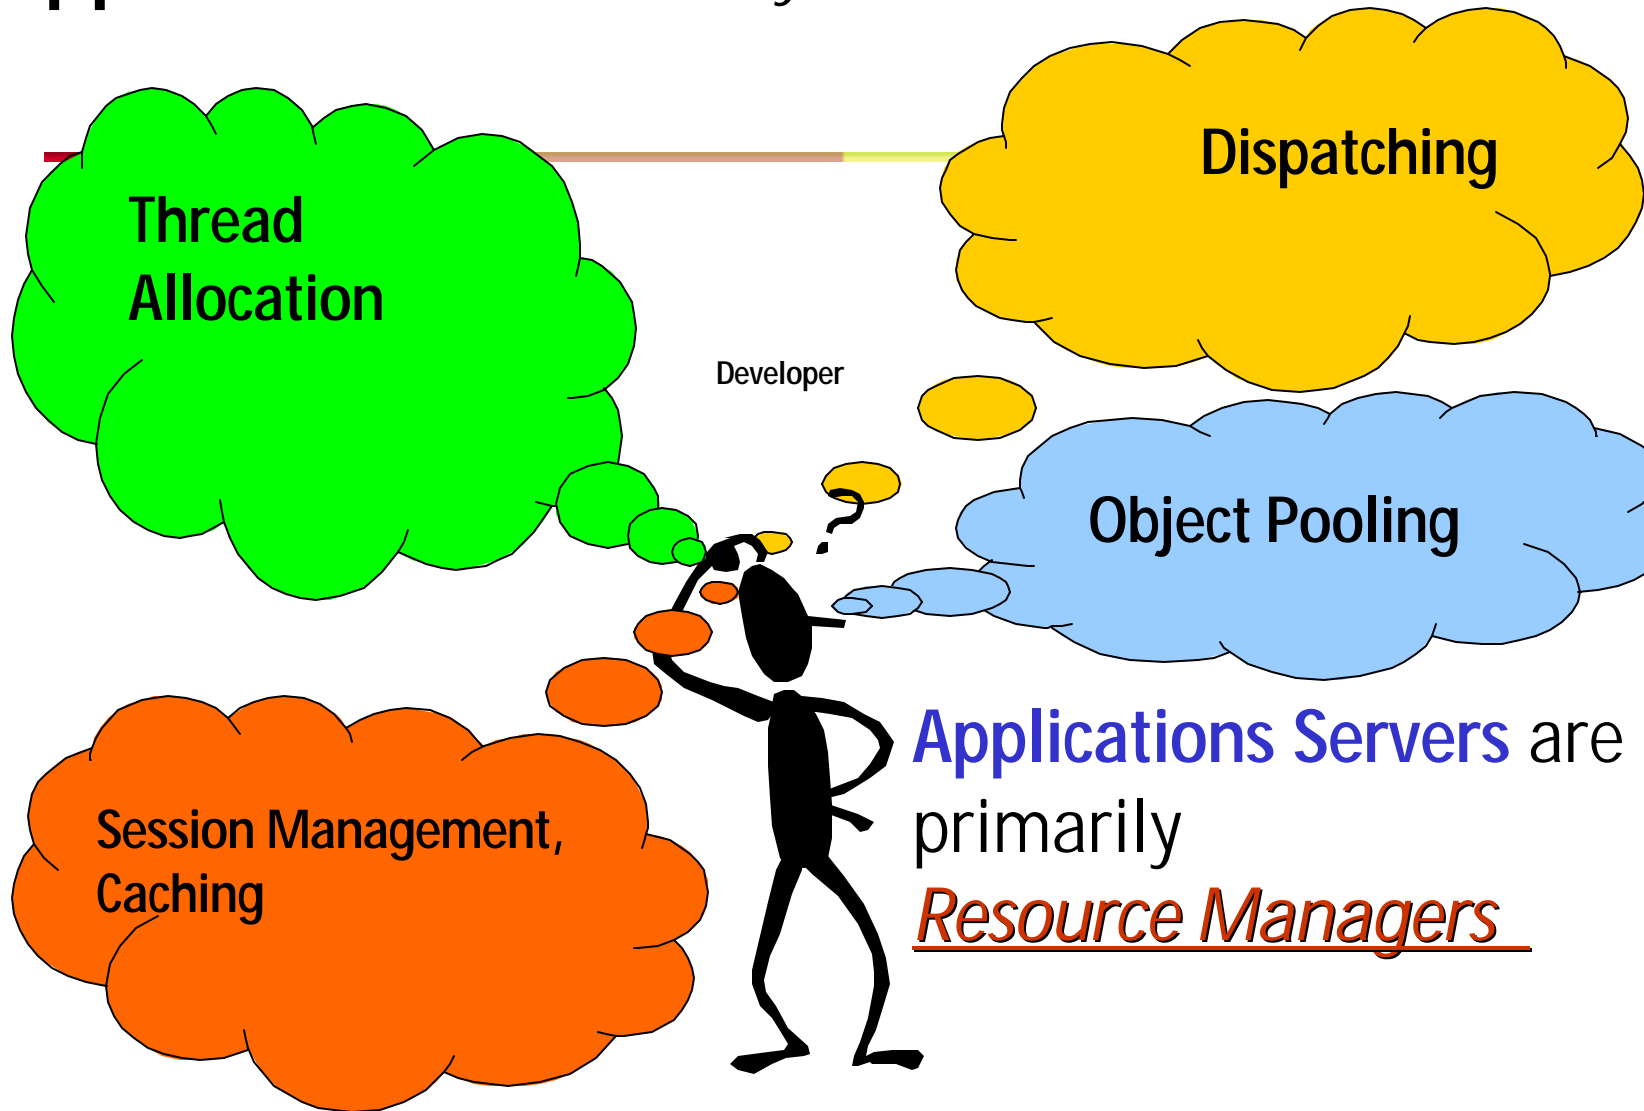 Thread
Allocation
Dispatching
Developer
Object Pooling
Applications Servers are
primarily
Resource Managers
Session Management,
Caching